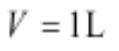 V = 1L